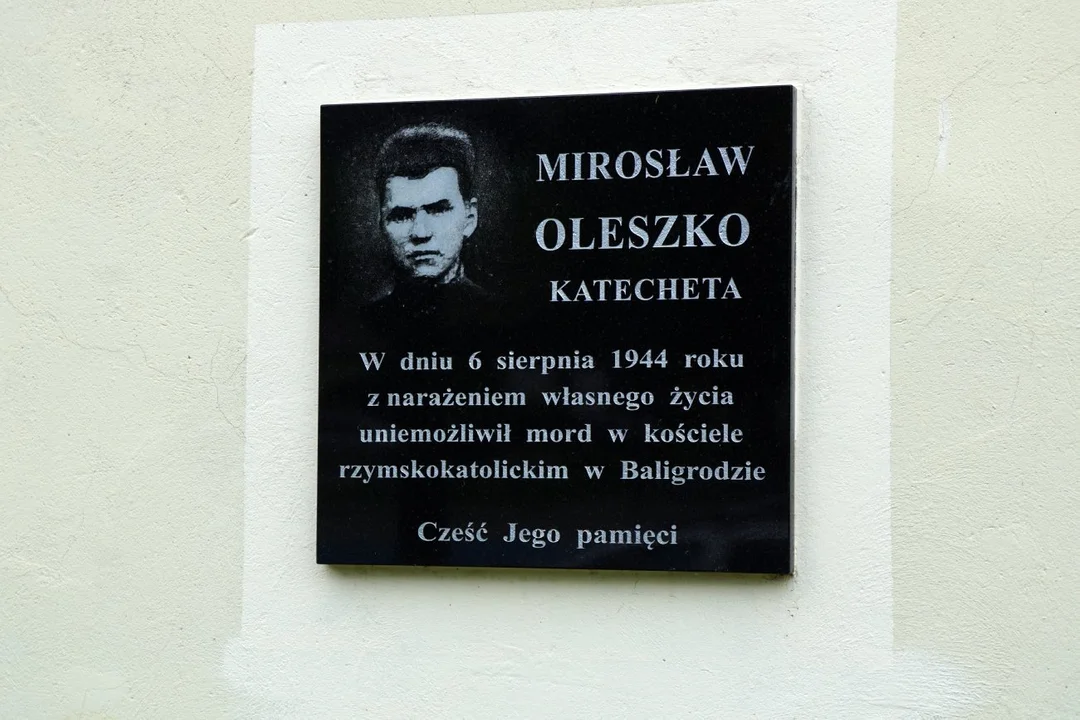 MIROSŁAW
OLESZKO
KATECHETA
W dniu 6 sierpnia 1944 roku
z narażeniem własnego życia
uniemożliwił mord w kościele
rzymskokatolickim w Baligrodzie
Cześć Jego pamięci